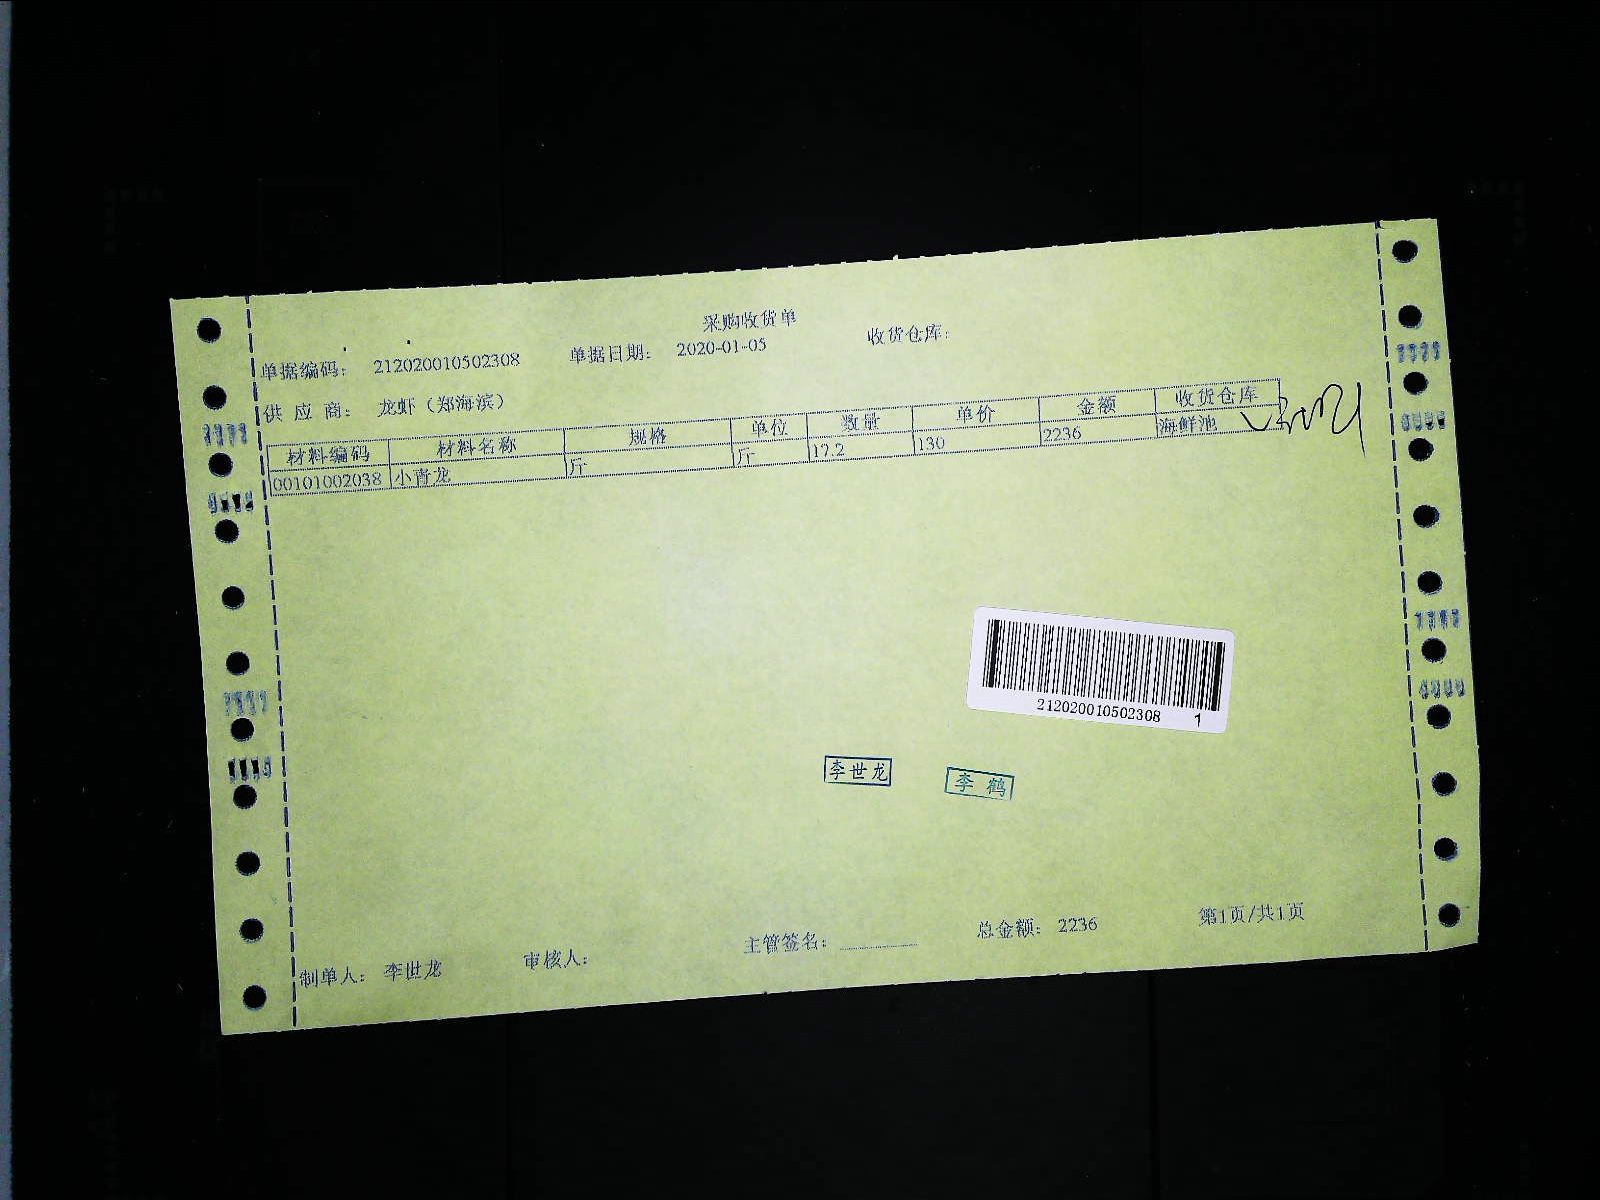 采购收货单
单据编码： 212020010502308 单据日期： 2020-01-05 收货仓库：
供 应 商： 龙虾（郑海滨）
材料编码 材料名称 规格 单位 数量 单价 金额 收货仓库
00101002038 小青龙 斤 斤 17.2 130 2236 海鲜池
212020010502308 1
李世龙 李鹤
制单人： 李世龙 审核人： 主管签名： 总金额： 2236 第1页/共1页